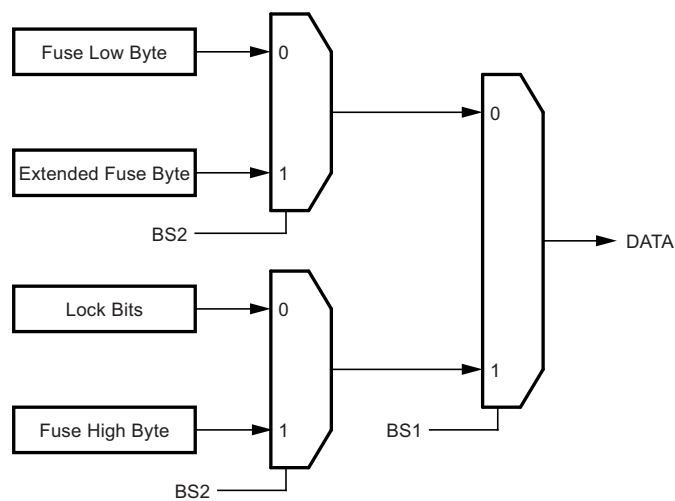 Fuse Low Byte
0
0
Extended Fuse Byte
1
BS2
DATA
Lock Bits
0
1
Fuse High Byte
1
BS1
BS2